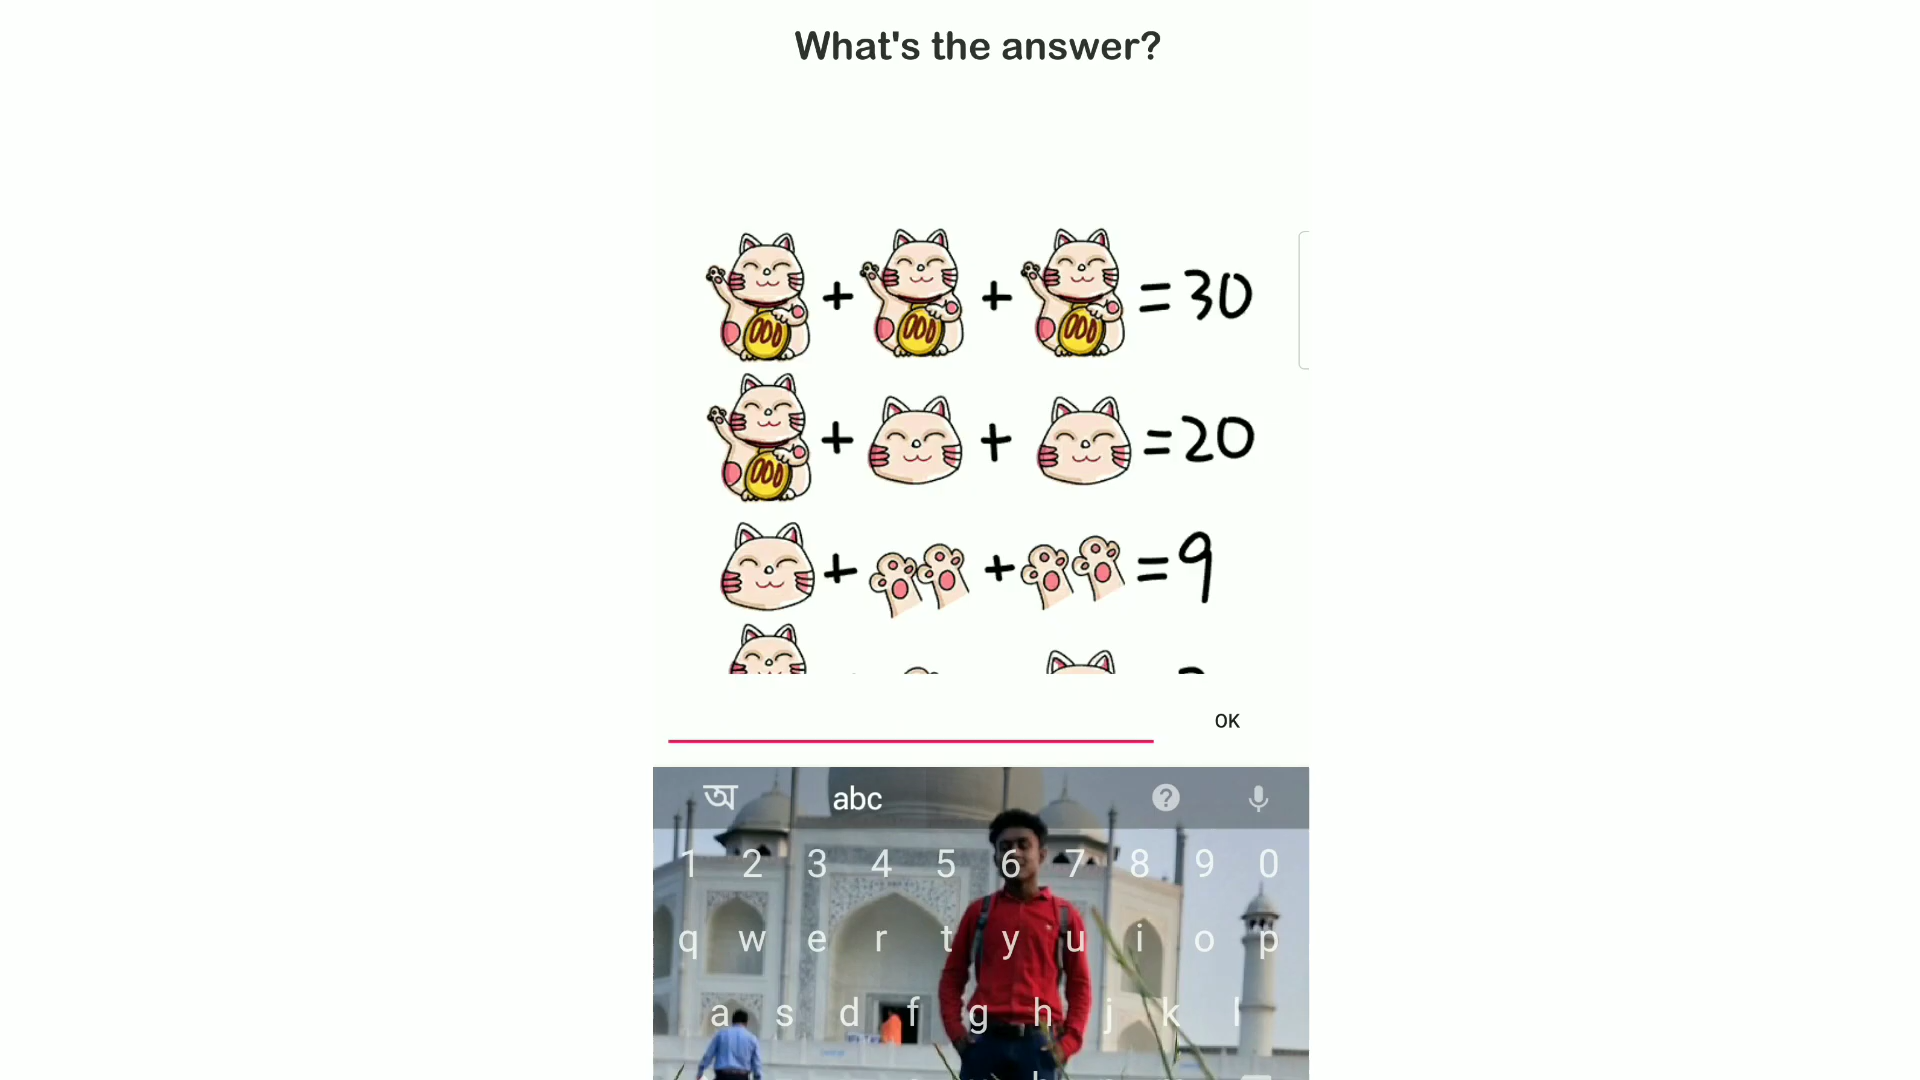 What's the answer?
+ + = 30
+ + = 20
+ + = 9
OK
অ abc ?
1 2 3 4 5 6 7 8 9 0
q w e r t y u i o p
a s d f g h j k l